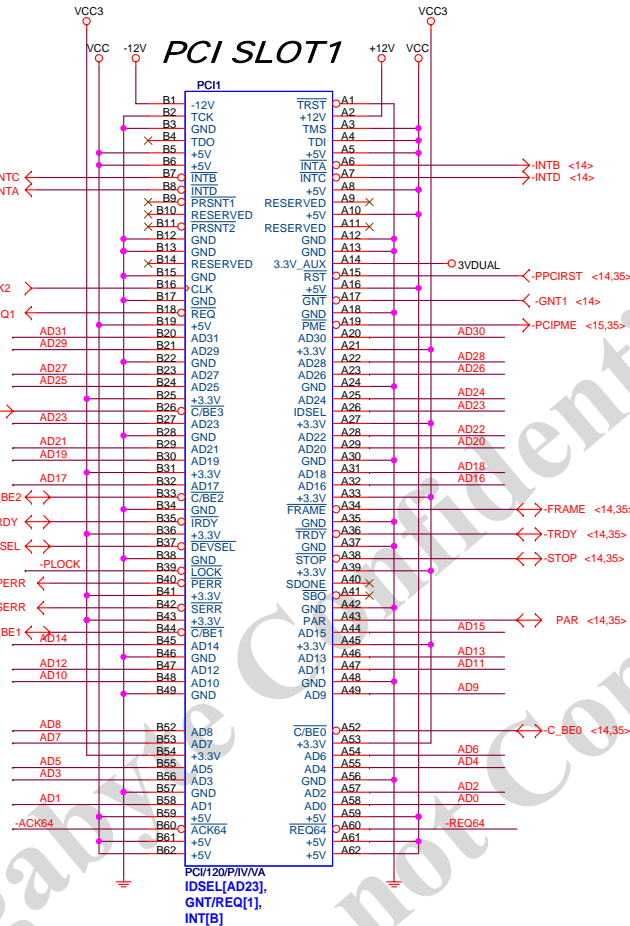 VCC3
VCC3
VCC
-12V
PCI SLOT1
+12V
VCC
PCI1
B1 -12V TRST A1
B2 TCK +12V A2
B3 GND TMS A3
B4 TDO TDI A4
B5 +5V +5V A5
B6 +5V INTA A6 -INTB <14>
NTC B7 INTB INTC A7 -INTD <14>
NTA B8 INTD +5V A8
B9 PRSNT1 RESERVED A9
B10 RESERVED +5V A10
B11 PRSNT2 RESERVED A11
B12 GND GND A12
B13 GND GND A13
B14 RESERVED 3.3V_AUX A14 3VDUAL
B15 GND RST A15 -PPCIRST <14,35>
K2 B16 CLK +5V A16
B17 GND GNT A17 -GNT1 <14>
Q1 B18 REQ GND A18
B19 +5V PME A19 -PCIPME <15,35>
AD31 B20 AD31 AD30 A20 AD30
AD29 B21 AD29 +3.3V A21
B22 GND AD28 A22 AD28
AD27 B23 AD27 AD26 A23 AD26
AD25 B24 AD25 GND A24
B25 +3.3V AD24 A25 AD24
B26 C/BE3 IDSEL A26 AD23
AD23 B27 AD23 +3.3V A27
B28 GND AD22 A28 AD22
AD21 B29 AD21 AD20 A29 AD20
AD19 B30 AD19 GND A30
B31 +3.3V AD18 A31 AD18
AD17 B32 AD17 AD16 A32 AD16
BE2 B33 C/BE2 +3.3V A33
B34 GND FRAME A34 -FRAME <14,35>
RDY B35 IRDY GND A35
B36 +3.3V TRDY A36 -TRDY <14,35>
SEL B37 DEVSEL GND A37
B38 GND STOP A38 -STOP <14,35>
-PLOCK B39 LOCK +3.3V A39
PERR B40 PERR SDONE A40
B41 +3.3V SBO A41
SERR B42 SERR GND A42
B43 +3.3V PAR A43 PAR <14,35>
BE1 B44 C/BE1 AD15 A44 AD15
AD14 B45 AD14 +3.3V A45
B46 GND AD13 A46 AD13
AD12 B47 AD12 AD11 A47 AD11
AD10 B48 AD10 GND A48
B49 GND AD9 A49 AD9
AD8 B52 AD8 C/BE0 A52 -C_BE0 <14,35>
AD7 B53 AD7 +3.3V A53
B54 +3.3V AD6 A54 AD6
AD5 B55 AD5 AD4 A55 AD4
AD3 B56 AD3 GND A56
B57 GND AD2 A57 AD2
AD1 B58 AD1 AD0 A58 AD0
B59 +5V +5V A59
-ACK64 B60 ACK64 REQ64 A60 -REQ64
B61 +5V +5V A61
B62 +5V +5V A62
PCI/120/P/IV/VA
IDSEL[AD23],
GNT/REQ[1],
INT[B]